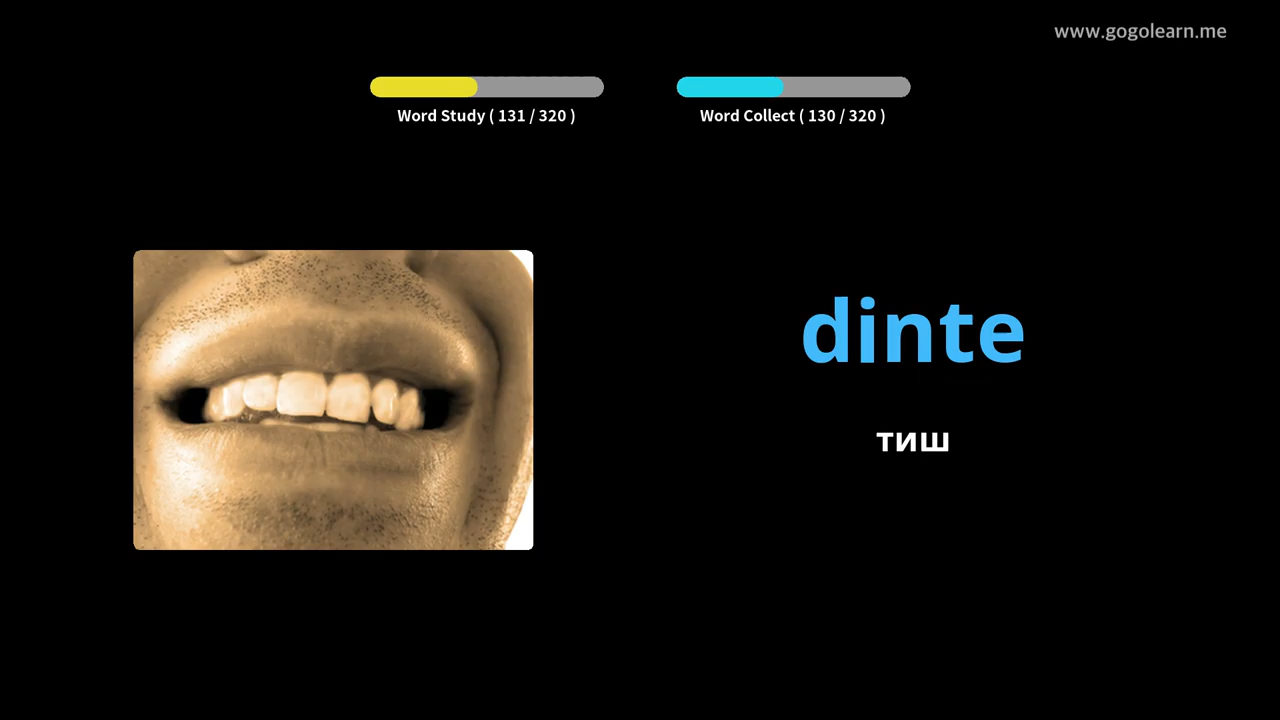 www.gogolearn.me
Word Study ( 131 / 320 )
Word Collect ( 130 / 320 )
dinte
тиш